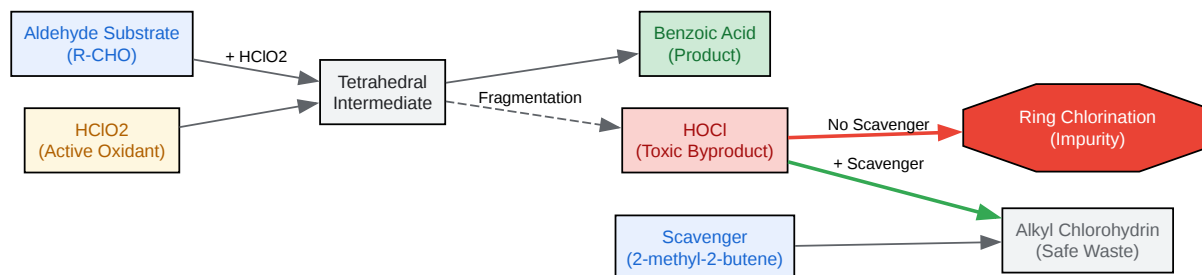 Aldehyde Substrate
(R-CHO)
+ HClO2
HClO2
(Active Oxidant)
Tetrahedral
Intermediate
Fragmentation
Benzoic Acid
(Product)
HOCl
(Toxic Byproduct)
No Scavenger
+ Scavenger
Ring Chlorination
(Impurity)
Scavenger
(2-methyl-2-butene)
Alkyl Chlorohydrin
(Safe Waste)